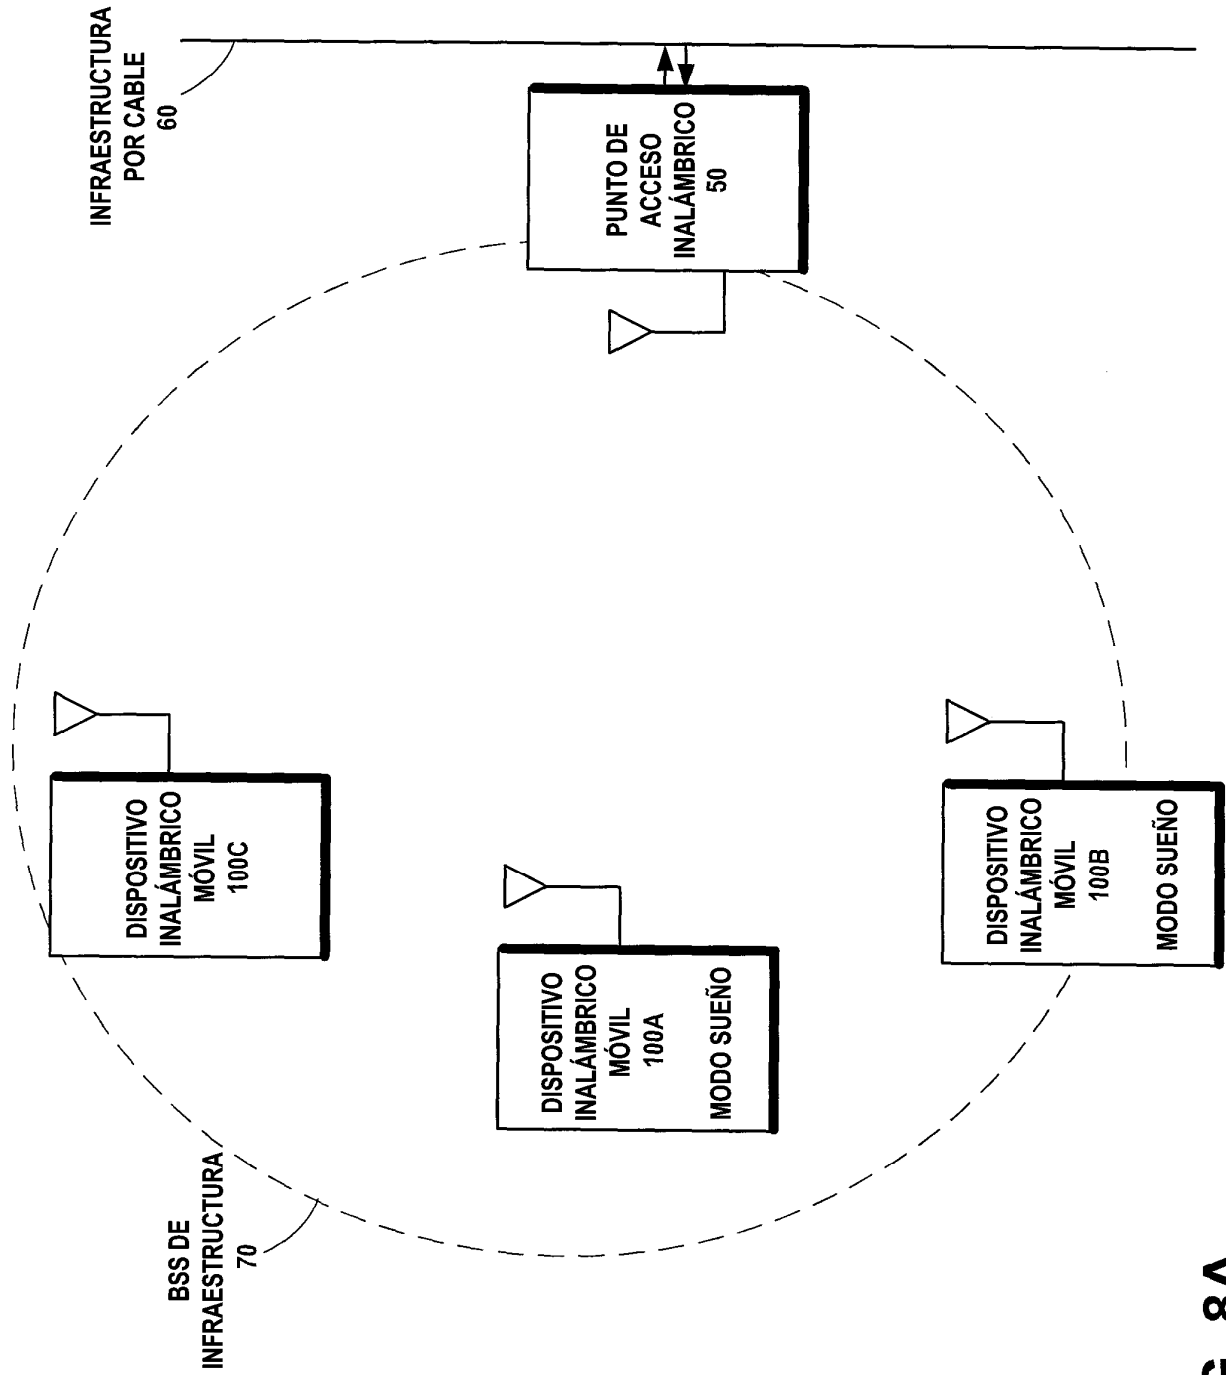 INFRAESTRUCTURA
POR CABLE
60
BSS DE
INFRAESTRUCTURA
70
DISPOSITIVO
INALÁMBRICO
MÓVIL
100C
DISPOSITIVO
INALÁMBRICO
MÓVIL
100A
MODO SUEÑO
PUNTO DE
ACCESO
INALÁMBRICO
50
DISPOSITIVO
INALÁMBRICO
MÓVIL
100B
MODO SUEÑO
8A